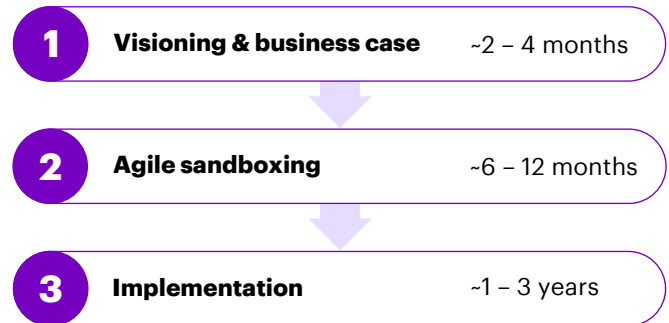 1 Visioning & business case ~2 – 4 months
2 Agile sandboxing ~6 – 12 months
3 Implementation ~1 – 3 years